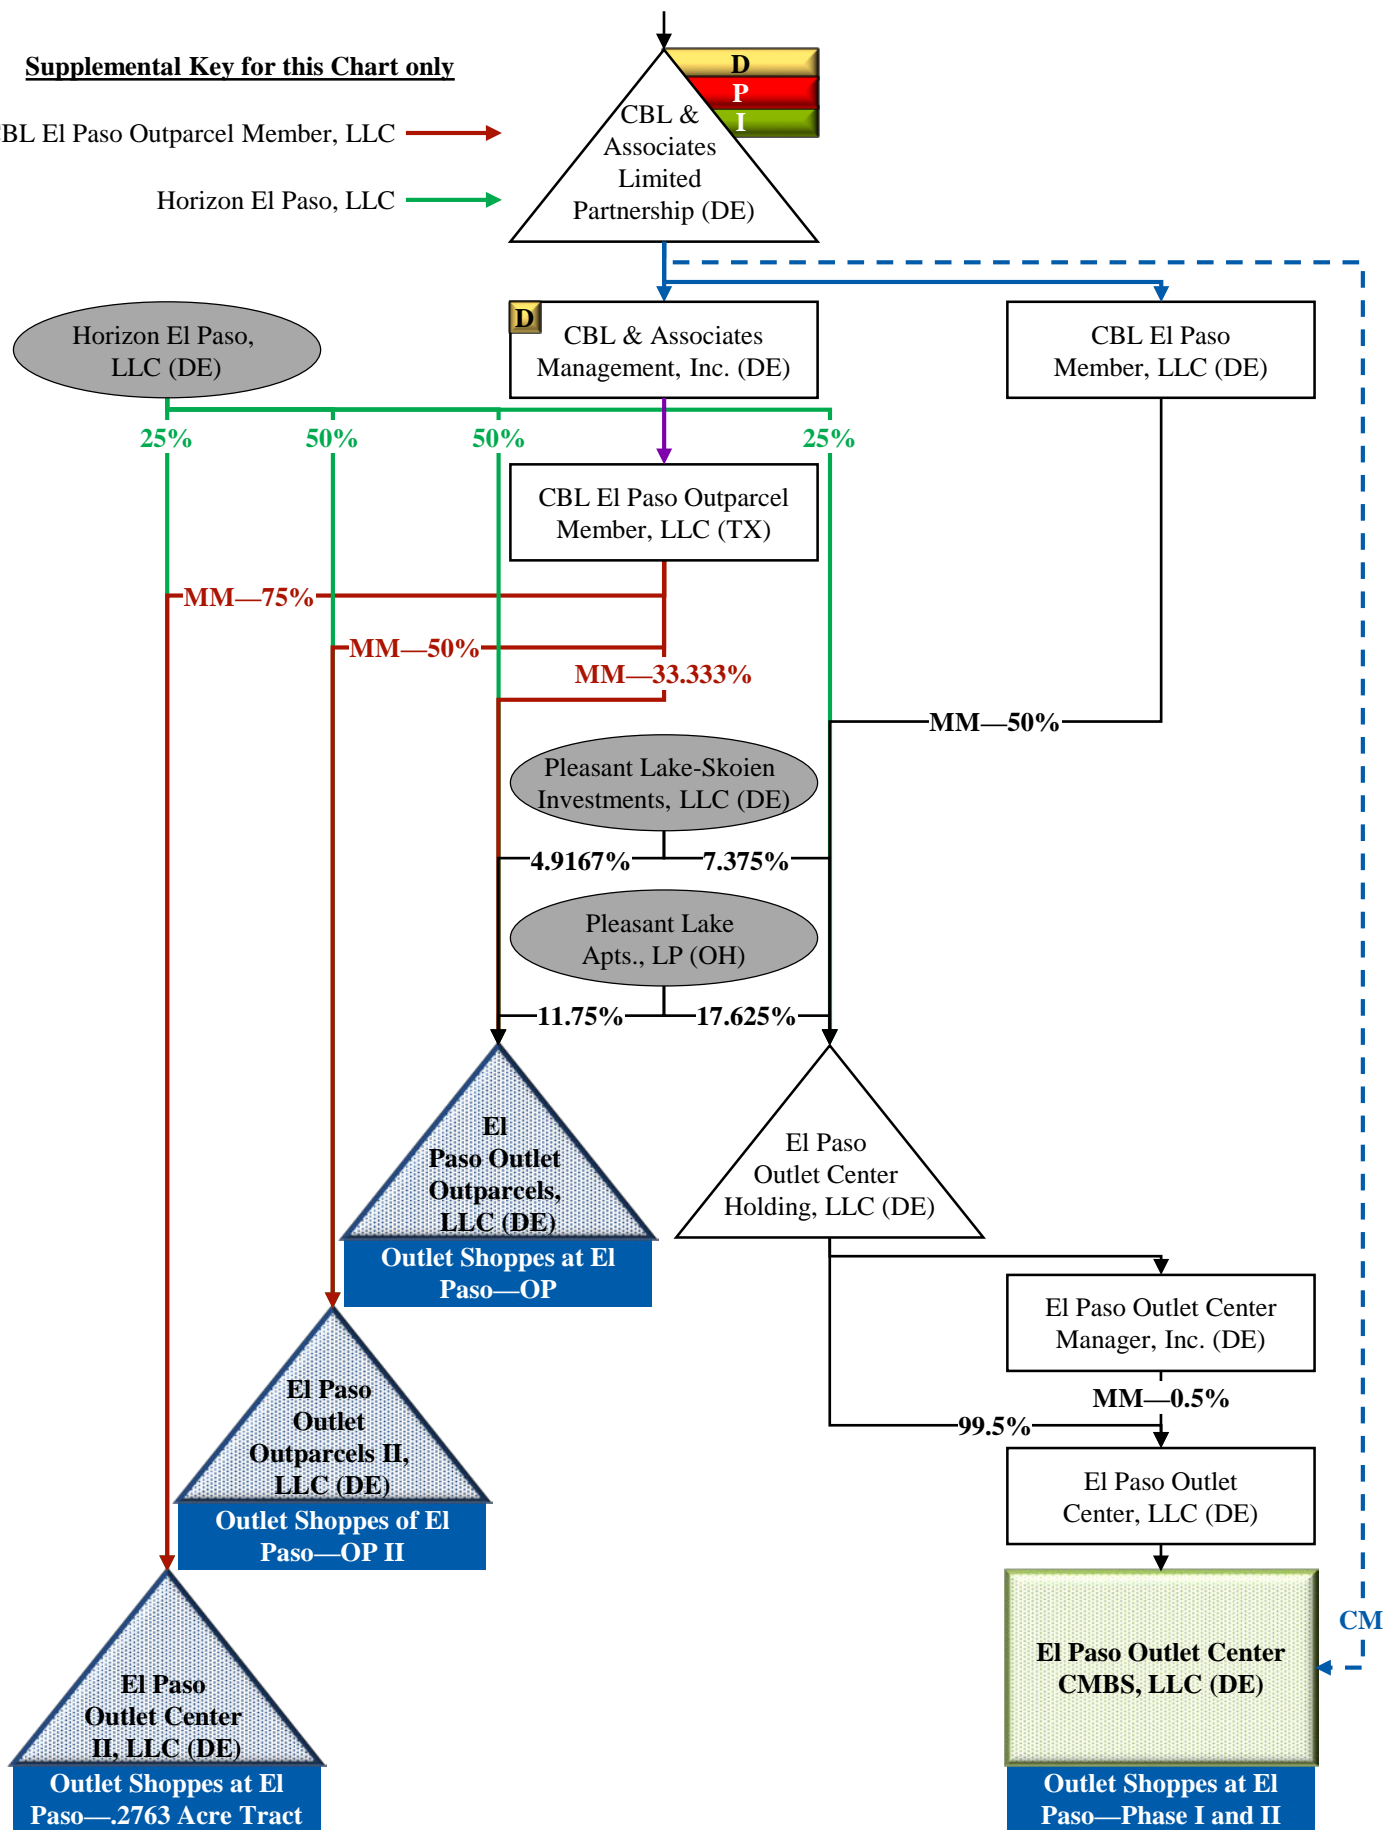 Supplemental Key for this Chart only
CBL El Paso Outparcel Member, LLC
Horizon El Paso, LLC
D
P
I
CBL &
Associates
Limited
Partnership (DE)
Horizon El Paso,
LLC (DE)
D
CBL & Associates
Management, Inc. (DE)
CBL El Paso
Member, LLC (DE)
25%
50%
50%
25%
CBL El Paso Outparcel
Member, LLC (TX)
MM—75%
MM—50%
MM—33.333%
MM—50%
Pleasant Lake-Skoien
Investments, LLC (DE)
4.9167%
7.375%
Pleasant Lake
Apts., LP (OH)
11.75%
17.625%
El
Paso Outlet
Outparcels,
LLC (DE)
Outlet Shoppes at El
Paso—OP
El Paso
Outlet Center
Holding, LLC (DE)
El Paso Outlet Center
Manager, Inc. (DE)
MM—0.5%
99.5%
El Paso
Outlet
Outparcels II,
LLC (DE)
Outlet Shoppes of El
Paso—OP II
El Paso Outlet
Center, LLC (DE)
CM
El Paso Outlet Center
CMBS, LLC (DE)
Outlet Shoppes at El
Paso—Phase I and II
El Paso
Outlet Center
II, LLC (DE)
Outlet Shoppes at El
Paso—.2763 Acre Tract